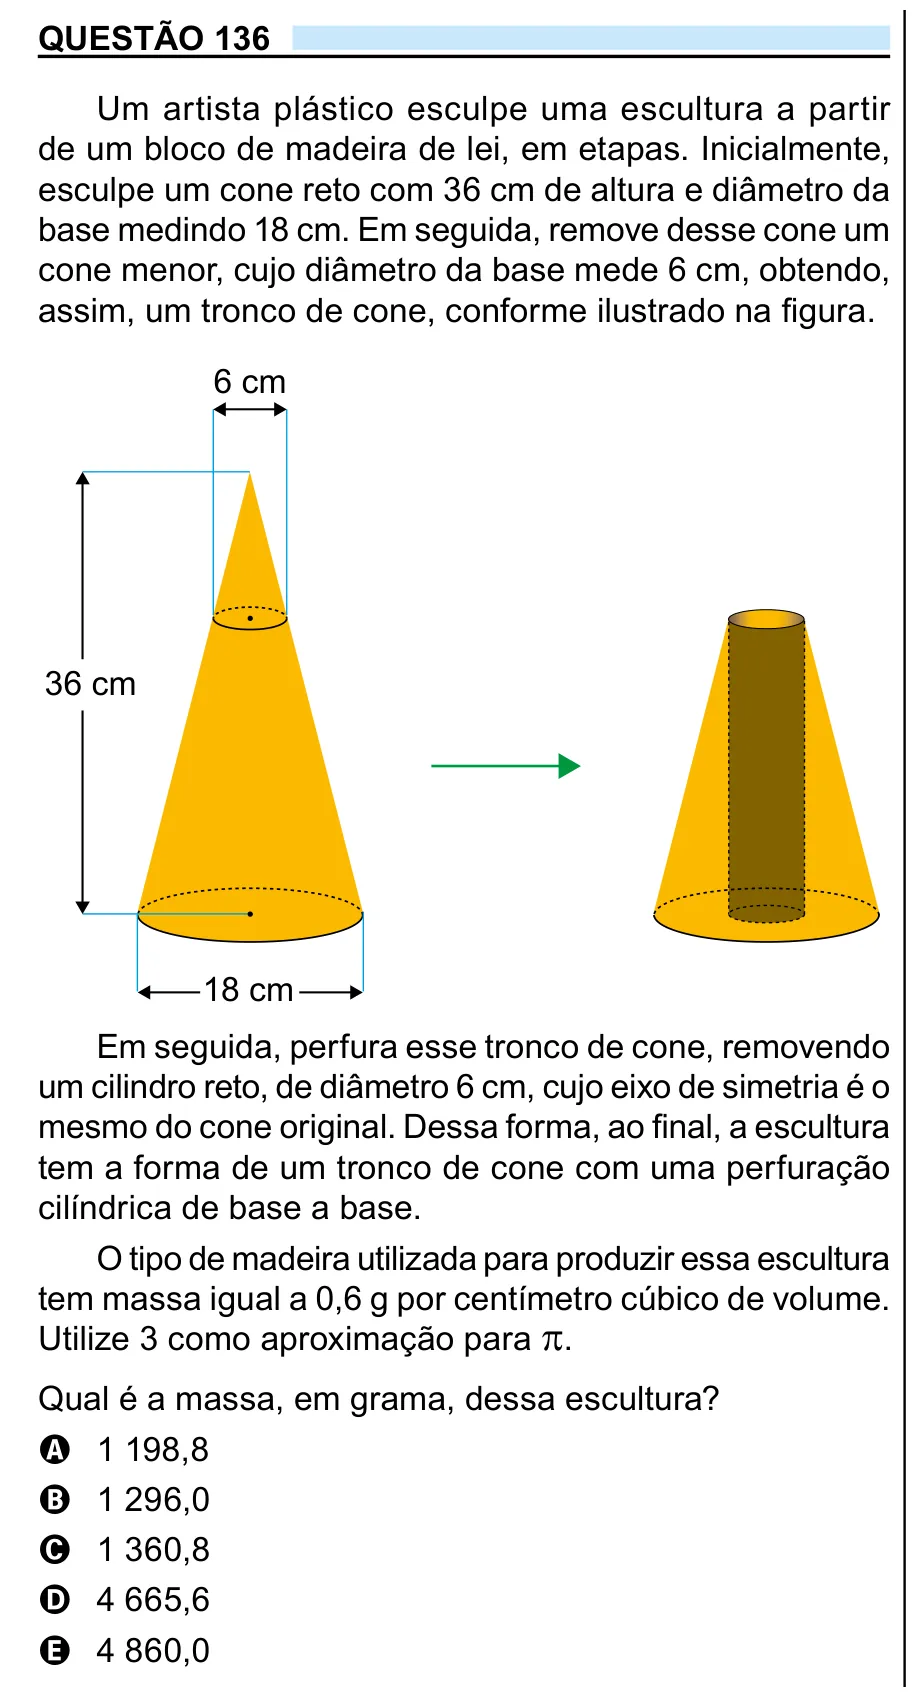 QUESTÃO 136
Um artista plástico esculpe uma escultura a partir
de um bloco de madeira de lei, em etapas. Inicialmente,
esculpe um cone reto com 36 cm de altura e diâmetro da
base medindo 18 cm. Em seguida, remove desse cone um
cone menor, cujo diâmetro da base mede 6 cm, obtendo,
assim, um tronco de cone, conforme ilustrado na figura.
6 cm
36 cm
18 cm
Em seguida, perfura esse tronco de cone, removendo
um cilindro reto, de diâmetro 6 cm, cujo eixo de simetria é o
mesmo do cone original. Dessa forma, ao final, a escultura
tem a forma de um tronco de cone com uma perfuração
cilíndrica de base a base.
O tipo de madeira utilizada para produzir essa escultura
tem massa igual a 0,6 g por centímetro cúbico de volume.
Utilize 3 como aproximação para π.
Qual é a massa, em grama, dessa escultura?
A 1 198,8
B 1 296,0
C 1 360,8
D 4 665,6
E 4 860,0